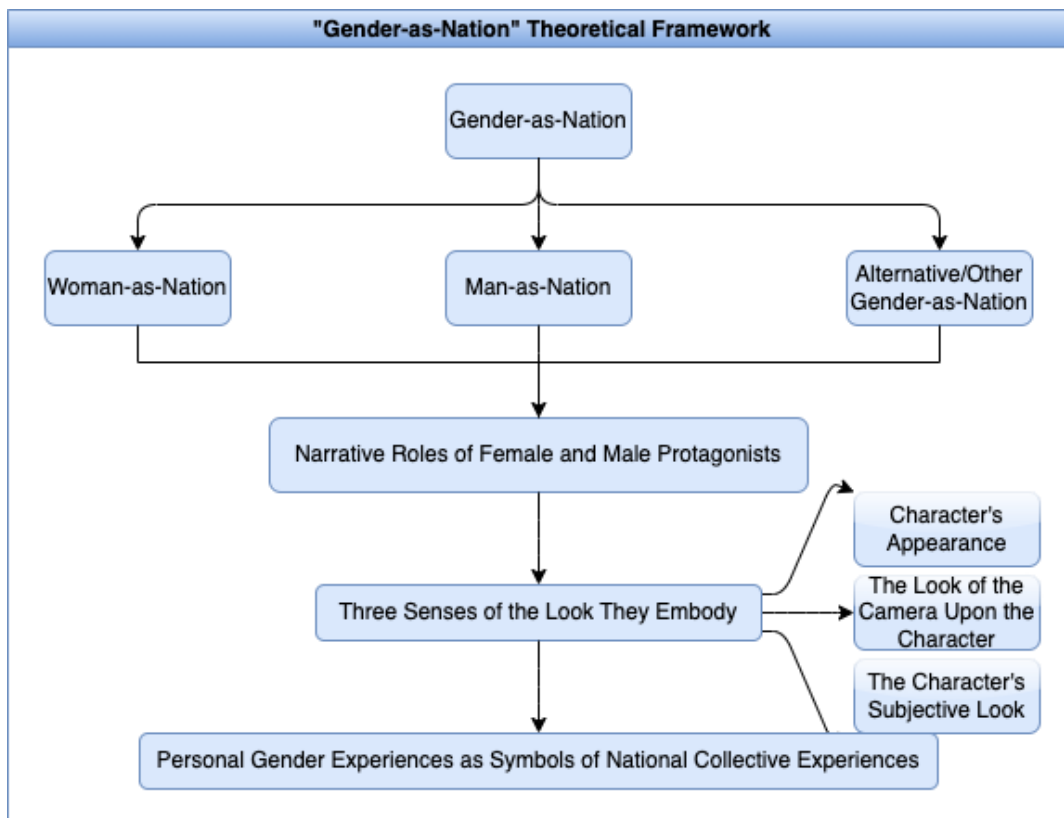 "Gender-as-Nation" Theoretical Framework
Gender-as-Nation
Woman-as-Nation
Man-as-Nation
Alternative/Other
Gender-as-Nation
Narrative Roles of Female and Male Protagonists
Character's
Appearance
Three Senses of the Look They Embody
The Look of the
Camera Upon the
Character
The Character's
Subjective Look
Personal Gender Experiences as Symbols of National Collective Experiences